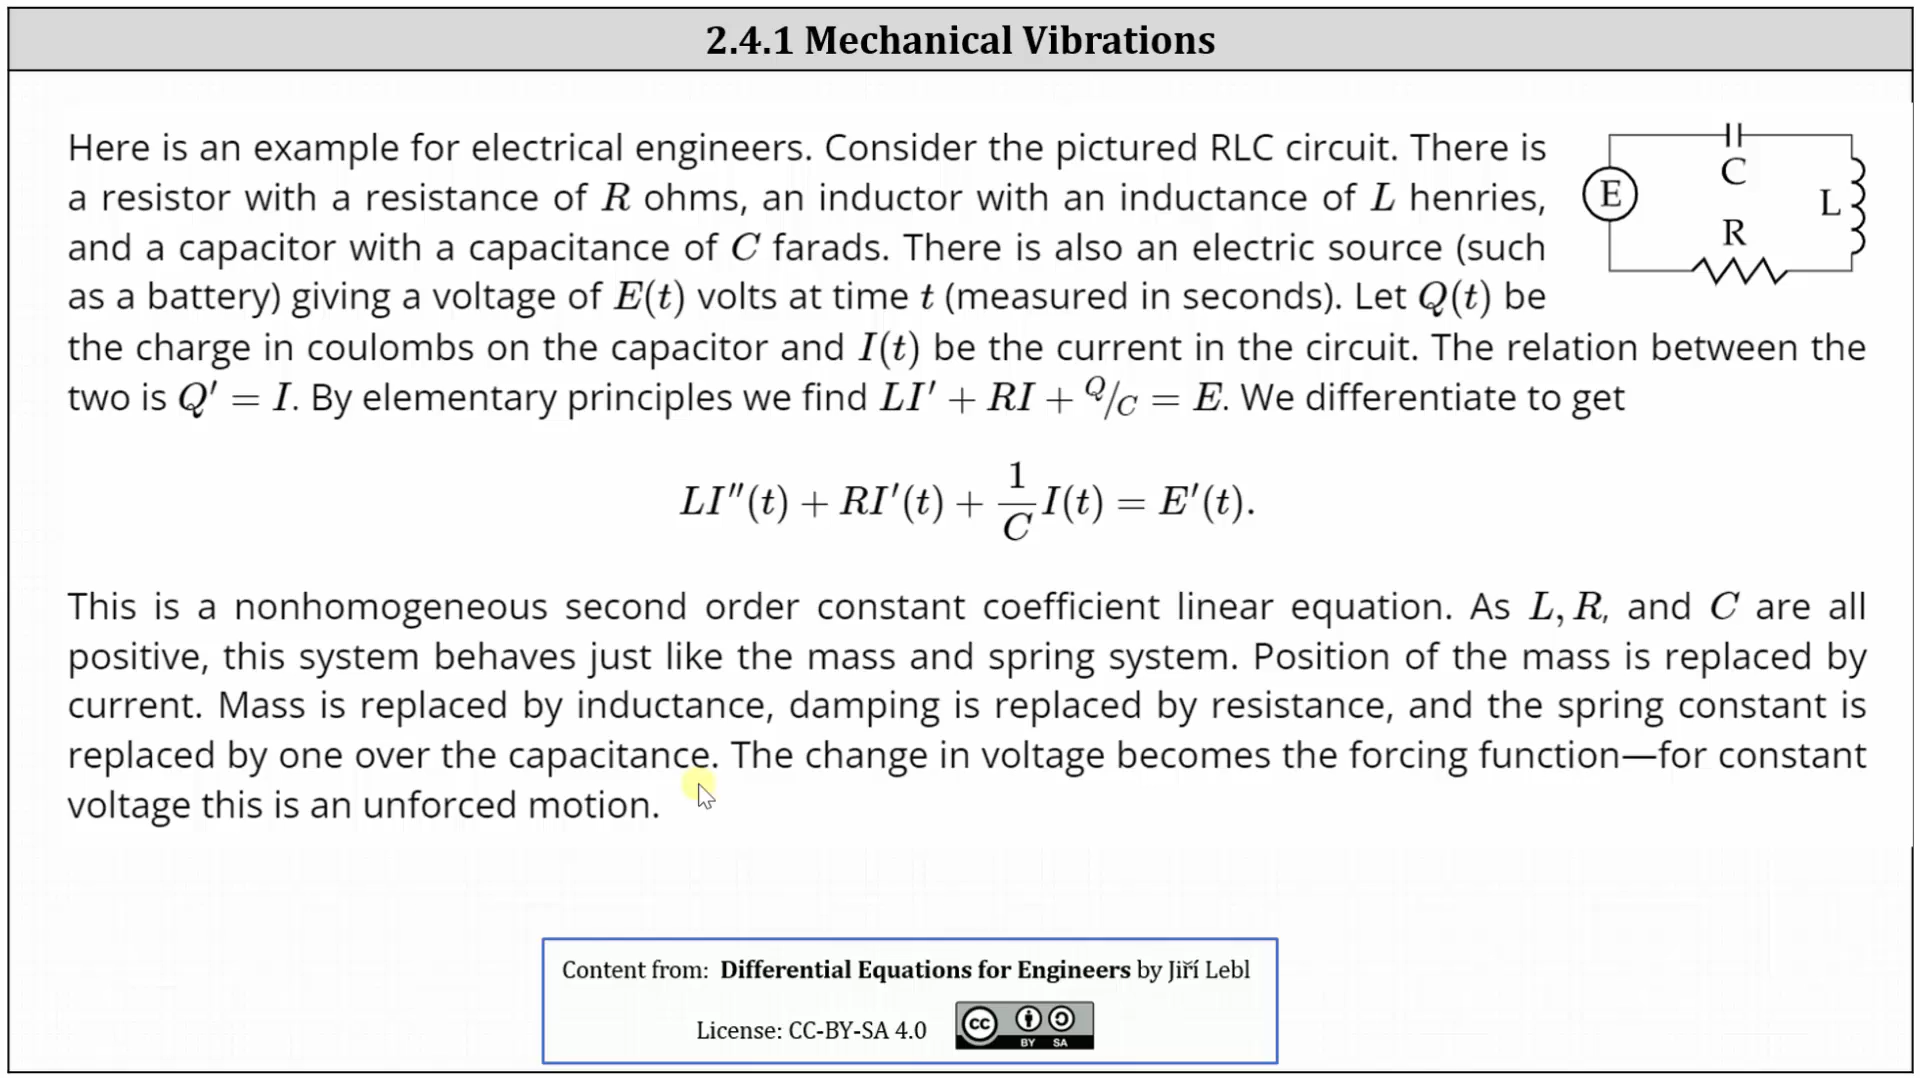 2.4.1 Mechanical Vibrations
Here is an example for electrical engineers. Consider the pictured RLC circuit. There is
a resistor with a resistance of R ohms, an inductor with an inductance of L henries,
and a capacitor with a capacitance of C farads. There is also an electric source (such
as a battery) giving a voltage of E(t) volts at time t (measured in seconds). Let Q(t) be
the charge in coulombs on the capacitor and I(t) be the current in the circuit. The relation between the
two is Q′ = I. By elementary principles we find LI′ + RI + Q/C = E. We differentiate to get
C
E
L
R
LI″(t) + RI′(t) + 1/C I(t) = E′(t).
This is a nonhomogeneous second order constant coefficient linear equation. As L, R, and C are all
positive, this system behaves just like the mass and spring system. Position of the mass is replaced by
current. Mass is replaced by inductance, damping is replaced by resistance, and the spring constant is
replaced by one over the capacitance. The change in voltage becomes the forcing function—for constant
voltage this is an unforced motion.
Content from: Differential Equations for Engineers by Jiří Lebl
License: CC-BY-SA 4.0
cc BY SA